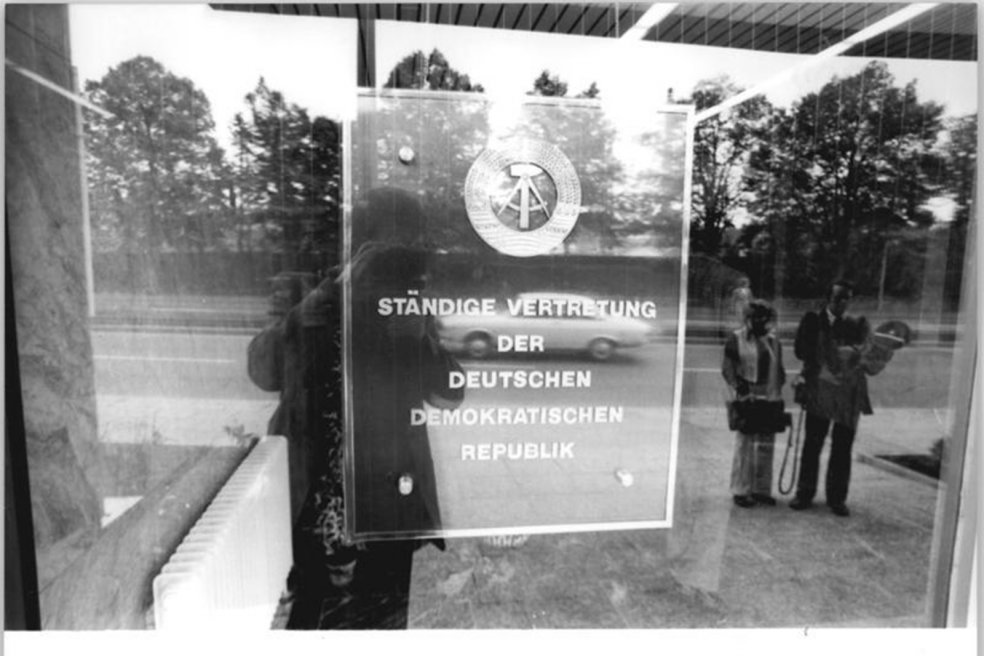 STÄNDIGE VERTRETUNG
DER
DEUTSCHEN
DEMOKRATISCHEN
REPUBLIK